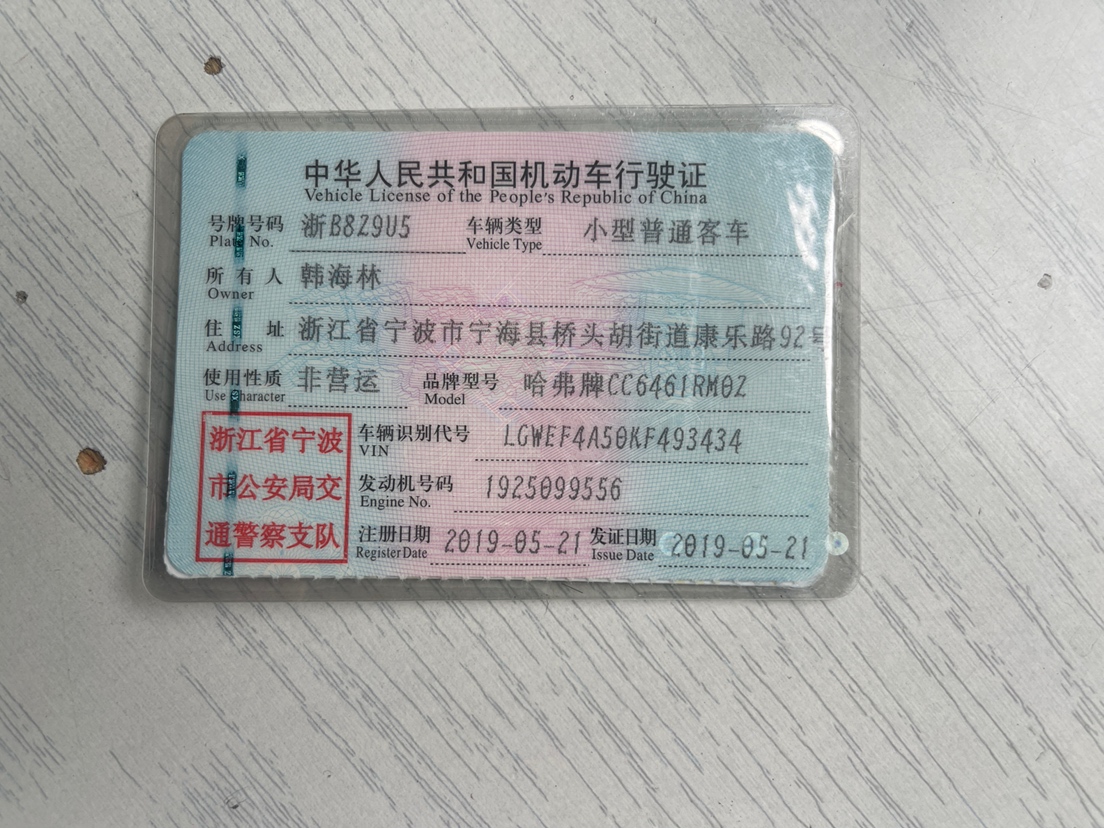 中华人民共和国机动车行驶证
Vehicle License of the People's Republic of China
号牌号码 浙B8Z9U5 车辆类型 小型普通客车
Plate No. Vehicle Type
所有人 韩海林
Owner
住址 浙江省宁波市宁海县桥头胡街道康乐路92号
Address
使用性质 非营运 品牌型号 哈弗牌CC6461RM0Z
Use Character Model
浙江省宁波
市公安局交
通警察支队
车辆识别代号 LGWEF4A50KF493434
VIN
发动机号码 1925099556
Engine No.
注册日期 2019-05-21 发证日期 2019-05-21
Register Date Issue Date